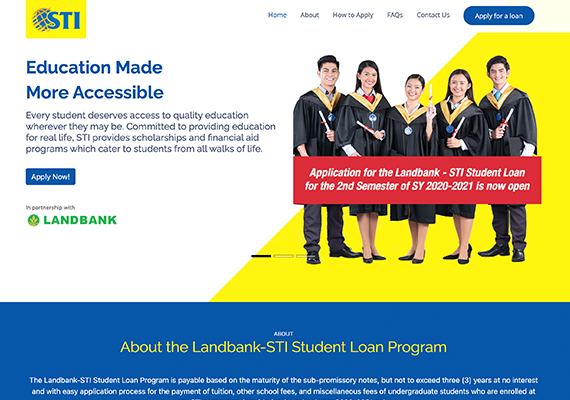 STI
Home About How to Apply FAQs Contact Us Apply for a loan
Education Made
More Accessible
Every student deserves access to quality education
wherever they may be. Committed to providing education
for real life, STI provides scholarships and financial aid
programs which cater to students from all walks of life.
Apply Now!
In partnership with
LANDBANK
Application for the Landbank - STI Student Loan
for the 2nd Semester of SY 2020-2021 is now open
ABOUT
About the Landbank-STI Student Loan Program
The Landbank-STI Student Loan Program is payable based on the maturity of the sub-promissory notes, but not to exceed three (3) years at no interest
and with easy application process for the payment of tuition, other school fees, and miscellaneous fees of undergraduate students who are enrolled at